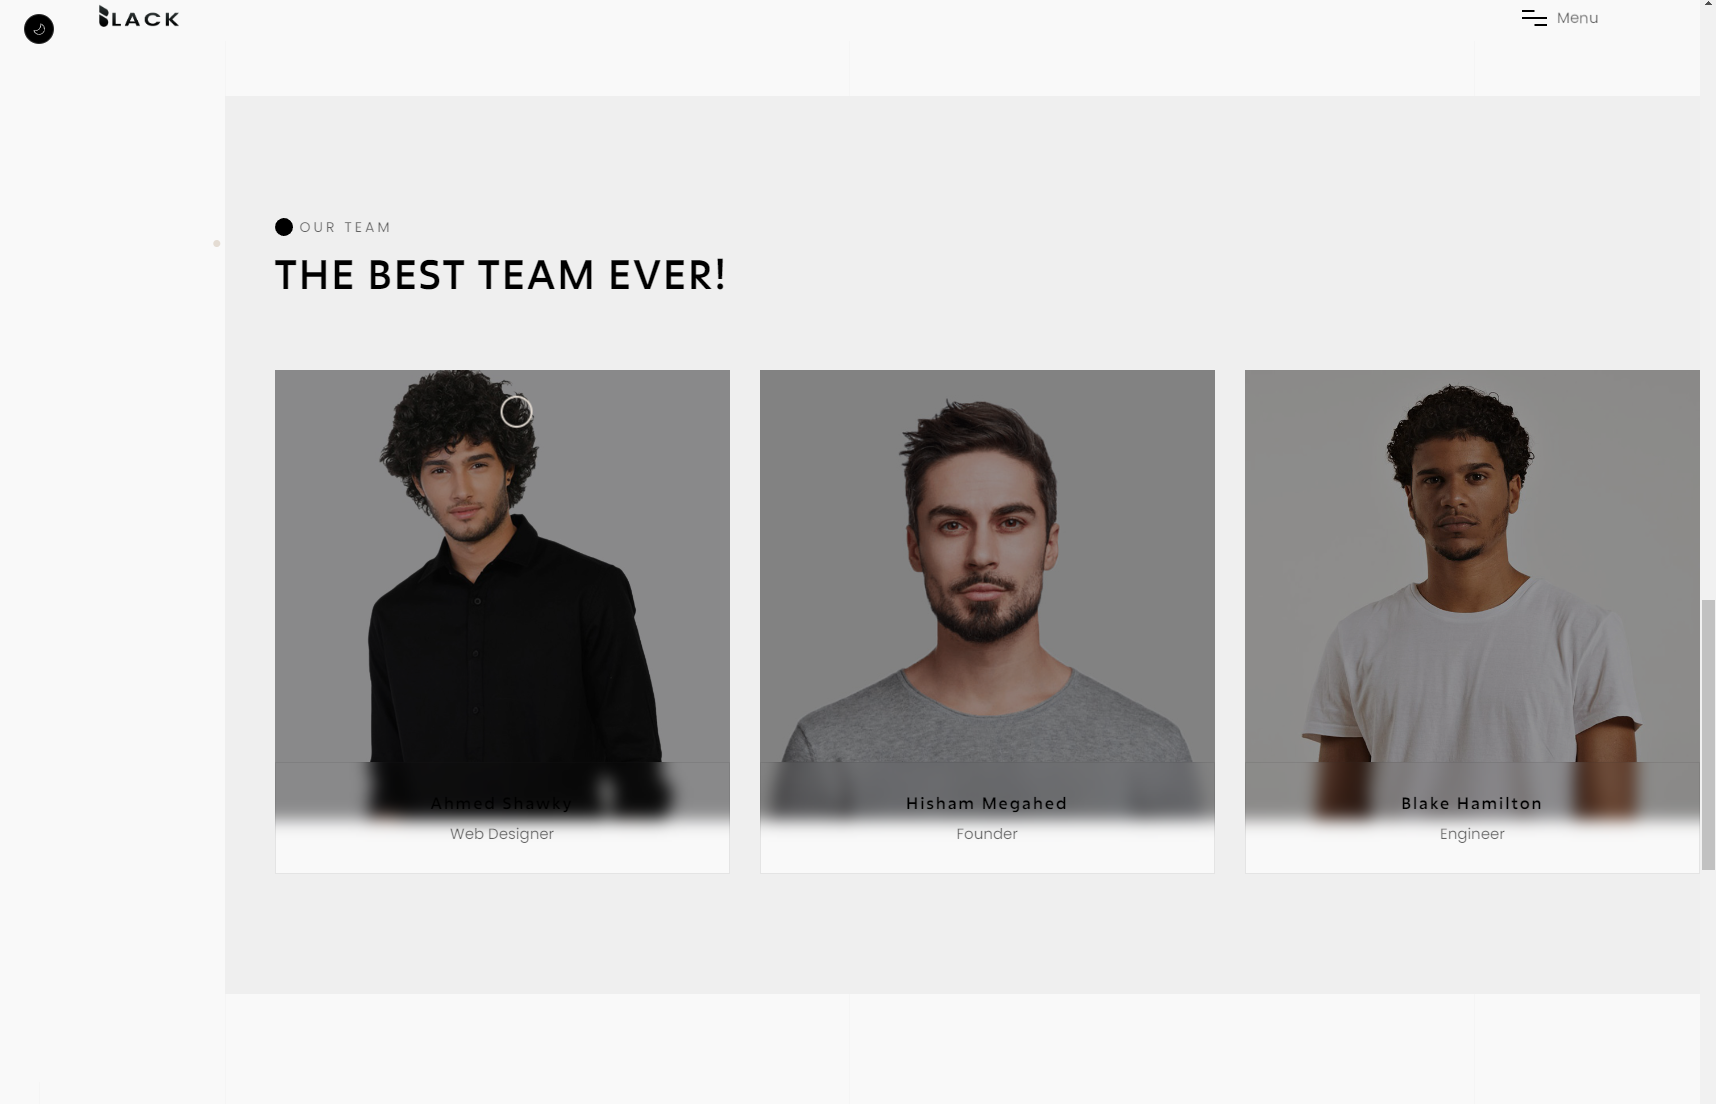 BLACK
Menu
OUR TEAM
THE BEST TEAM EVER!
Ahmed Shawky
Web Designer
Hisham Megahed
Founder
Blake Hamilton
Engineer